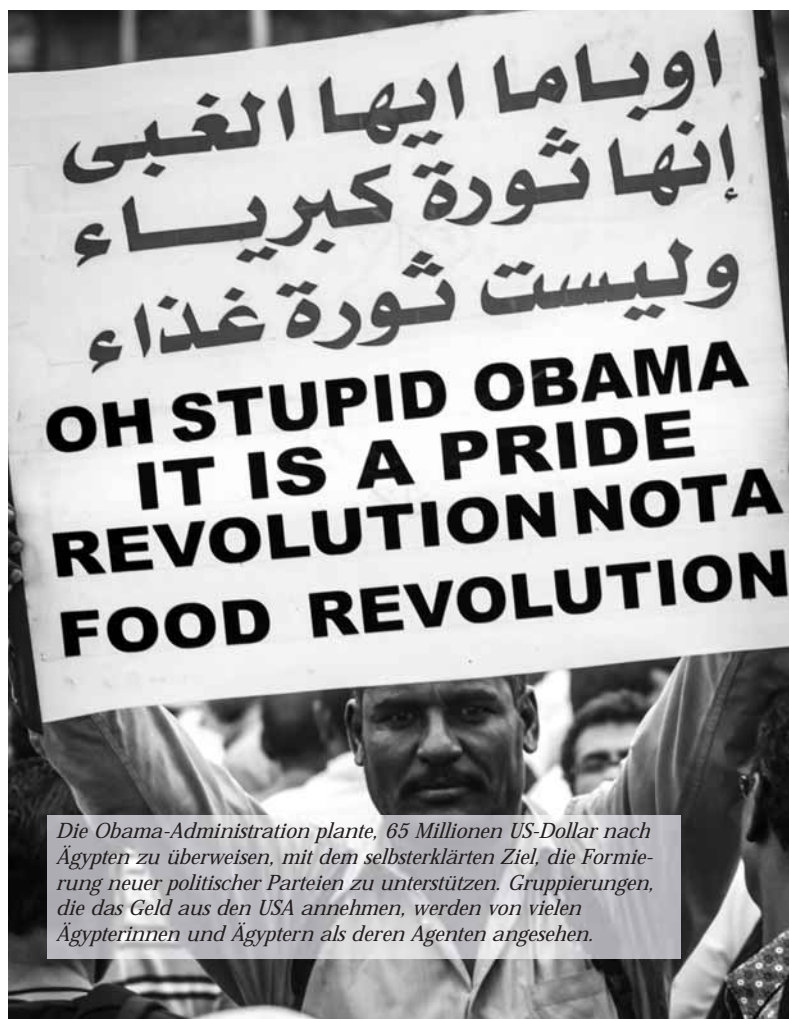 اوباما ايها الغبى
إنها ثورة كبرياء
وليست ثورة غذاء
OH STUPID OBAMA
IT IS A PRIDE
REVOLUTION NOT A
FOOD REVOLUTION
Die Obama-Administration plante, 65 Millionen US-Dollar nach
Ägypten zu überweisen, mit dem selbsterklärten Ziel, die Formie-
rung neuer politischer Parteien zu unterstützen. Gruppierungen,
die das Geld aus den USA annehmen, werden von vielen
Ägypterinnen und Ägyptern als deren Agenten angesehen.